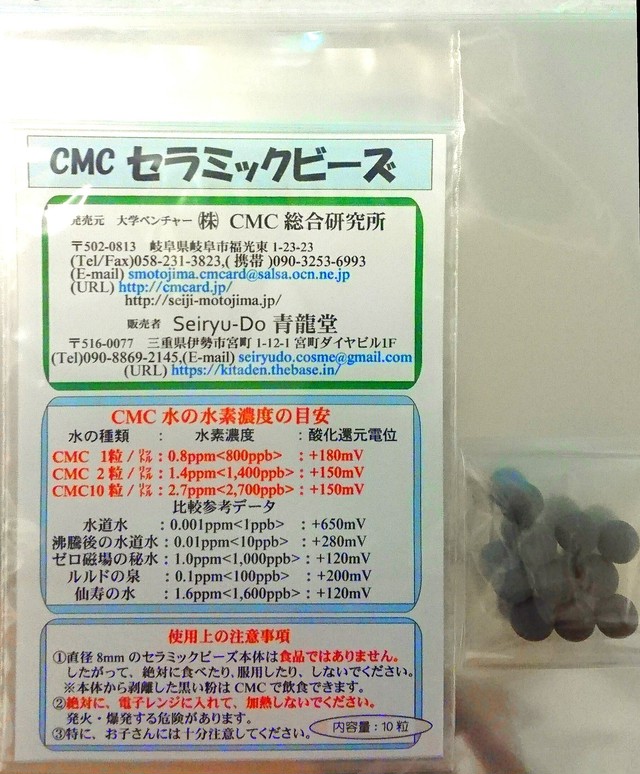 CMC セラミックビーズ
発売元 大学ベンチャー ㈱ CMC 総合研究所
〒502-0813 岐阜県岐阜市福光東 1-23-23
(Tel/Fax)058-231-3823,(携帯)090-3253-6993
(E-mail) smotojima.cmcard@salsa.ocn.ne.jp
(URL) http://cmcard.jp/
http://seiji-motojima.jp/
販売者 Seiryu-Do 青龍堂
〒516-0077 三重県伊勢市宮町 1-12-1 宮町ダイヤビル1F
(Tel)090-8869-2145,(E-mail) seiryudo.cosme@gmail.com
(URL) https://kitaden.thebase.in/
CMC 水の水素濃度の目安
水の種類 : 水素濃度 : 酸化還元電位
CMC 1粒/㍑ : 0.8ppm<800ppb> : +180mV
CMC 2粒/㍑ : 1.4ppm<1,400ppb> : +150mV
CMC10粒/㍑ : 2.7ppm<2,700ppb> : +150mV
比較参考データ
水道水 : 0.001ppm<1ppb> : +650mV
沸騰後の水道水 : 0.01ppm<10ppb> : +280mV
ゼロ磁場の秘水 : 1.0ppm<1,000ppb> : +120mV
ルルドの泉 : 0.1ppm<100ppb> : +200mV
仙寿の水 : 1.6ppm<1,600ppb> : +120mV
使用上の注意事項
①直径 8mm のセラミックビーズ本体は食品ではありません。
したがって、絶対に食べたり、服用したり、しないでください。
※本体から剥離した黒い粉は CMC で飲食できます。
②絶対に、電子レンジに入れて、加熱しないでください。
発火・爆発する危険があります。
③特に、お子さんには十分注意してください。
内容量：10 粒